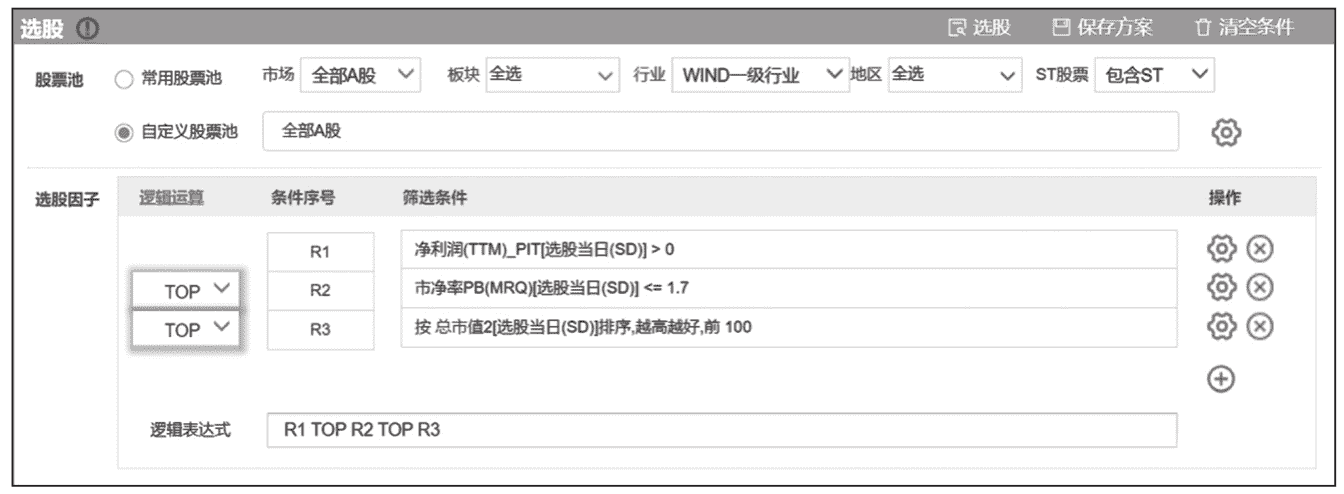 选股 选股 保存方案 清空条件
股票池 常用股票池 市场 全部A股 板块 全选 行业 WIND一级行业 地区 全选 ST股票 包含ST
自定义股票池 全部A股
选股因子 逻辑运算 条件序号 筛选条件 操作
R1 净利润(TTM)_PIT[选股当日(SD)] > 0
TOP R2 市净率PB(MRQ)[选股当日(SD)] <= 1.7
TOP R3 按 总市值2[选股当日(SD)]排序,越高越好,前 100
逻辑表达式 R1 TOP R2 TOP R3